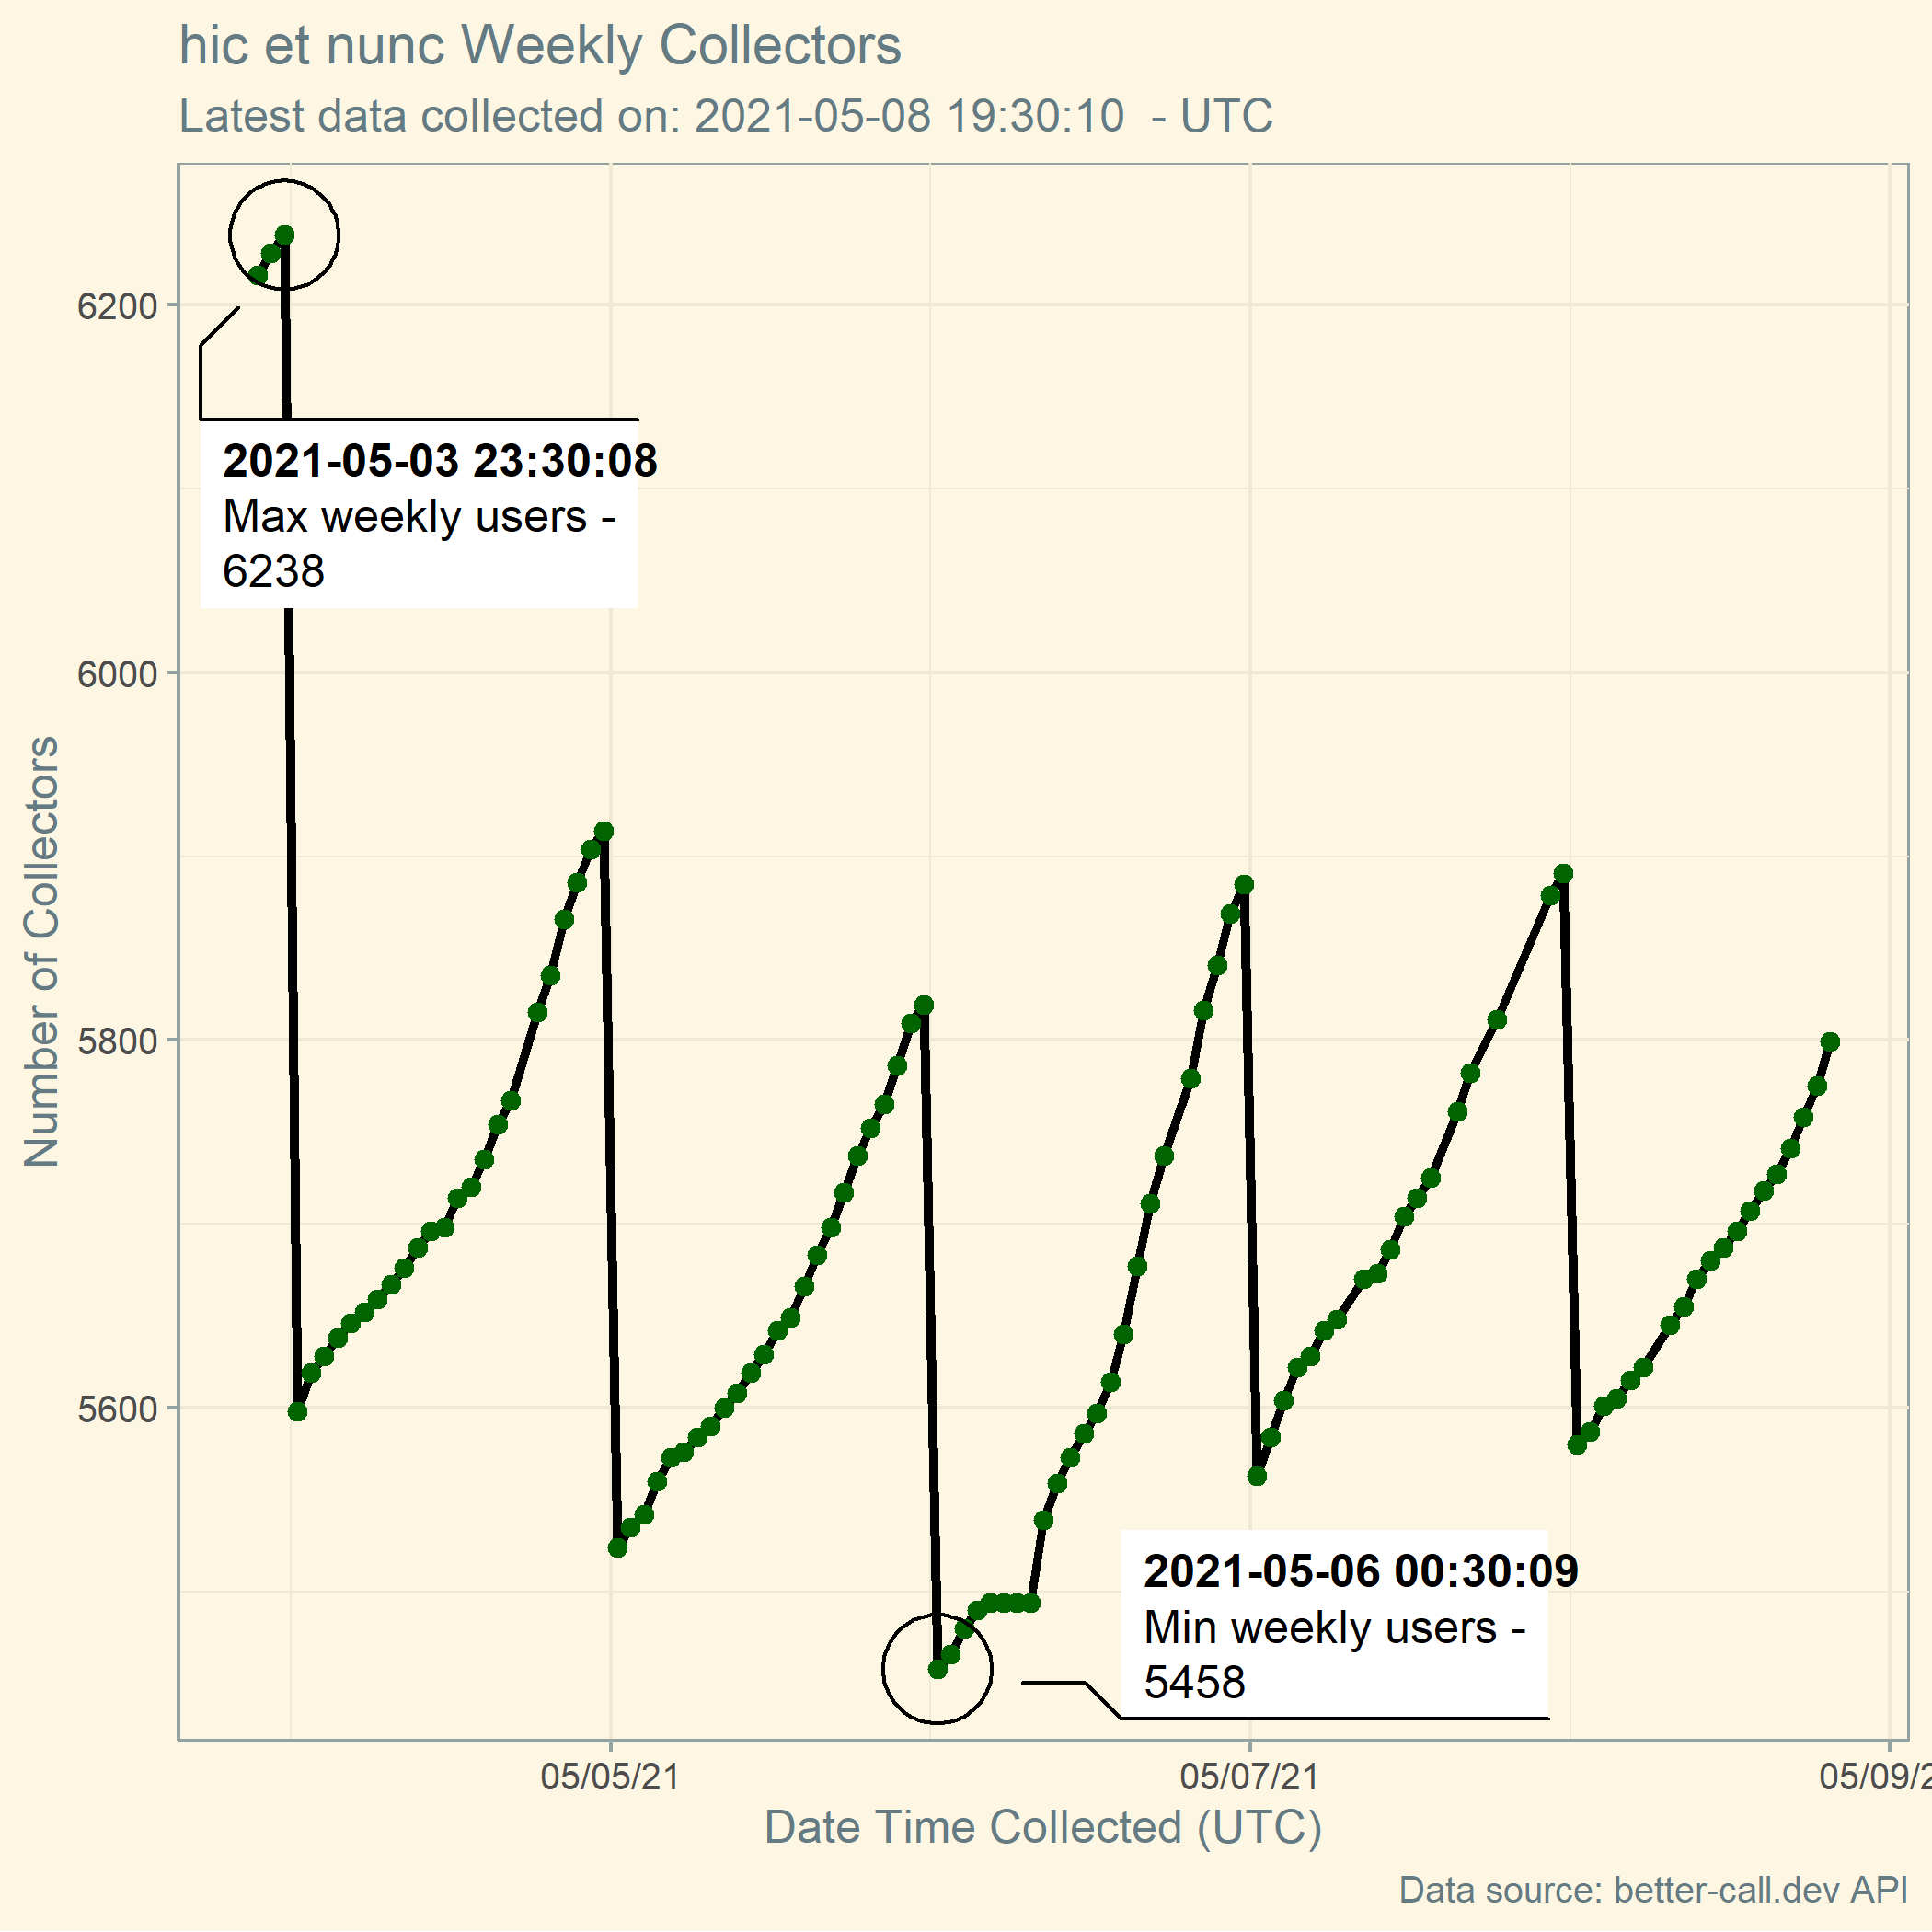 hic et nunc Weekly Collectors
Latest data collected on: 2021-05-08 19:30:10  - UTC
6200
6000
5800
5600
Number of Collectors
2021-05-03 23:30:08
Max weekly users -
6238
2021-05-06 00:30:09
Min weekly users -
5458
05/05/21
05/07/21
05/09/2
Date Time Collected (UTC)
Data source: better-call.dev API